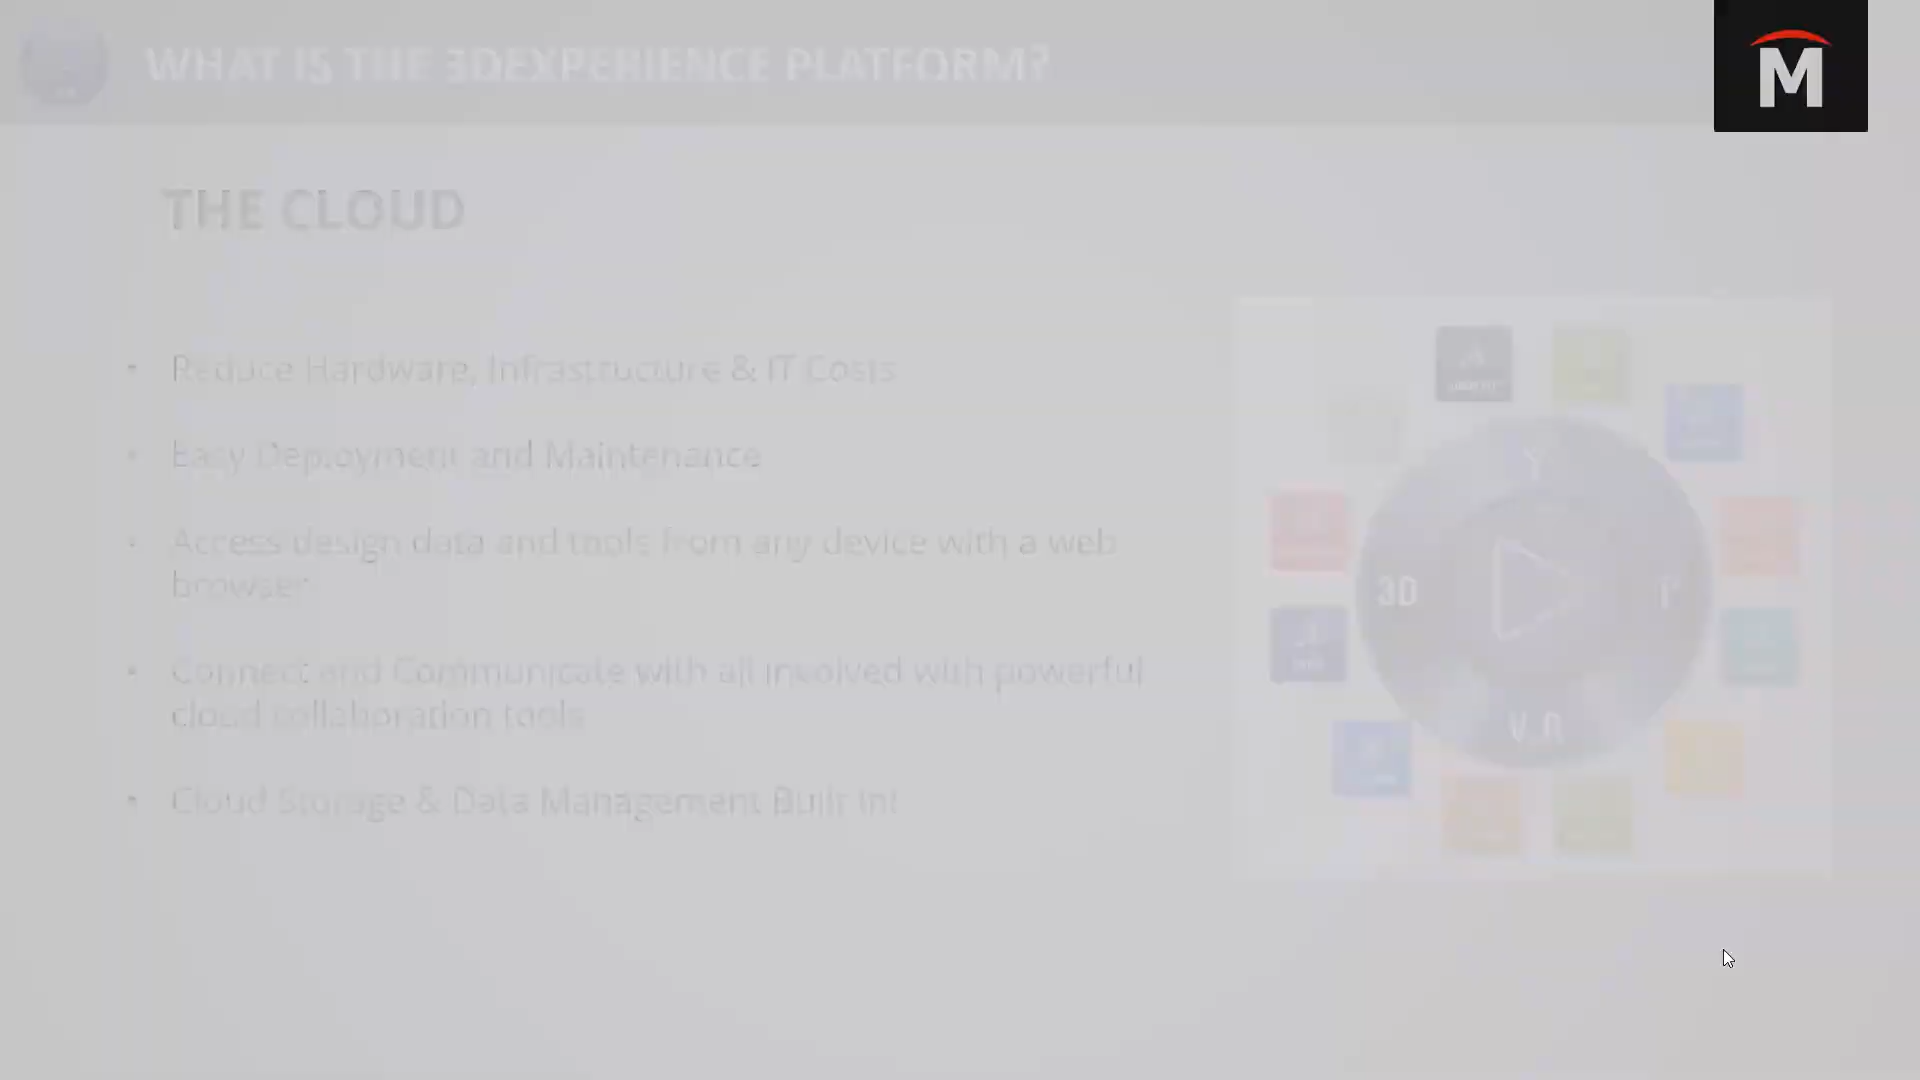 WHAT IS THE 3DEXPERIENCE PLATFORM?
M
THE CLOUD
• Reduce Hardware, Infrastructure & IT Costs
• Easy Deployment and Maintenance
• Access design data and tools from any device with a web
browser
• Connect and Communicate with all involved with powerful
cloud collaboration tools
• Cloud Storage & Data Management Built In!
3D
V.R